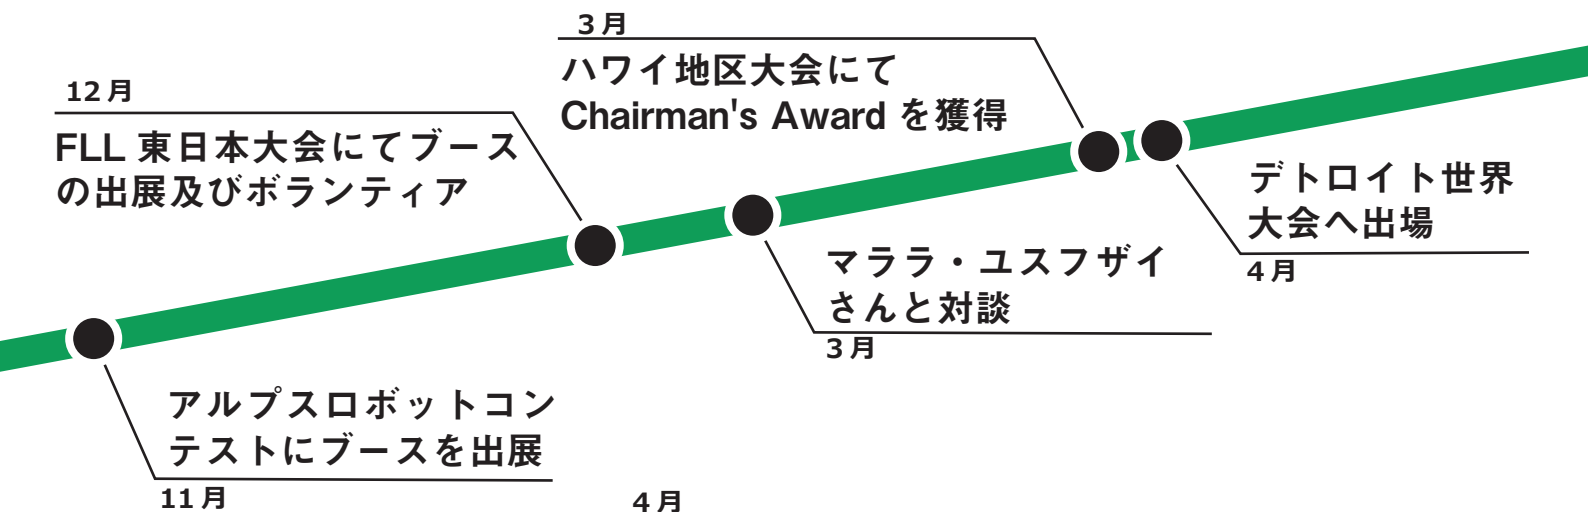 3月
ハワイ地区大会にて
Chairman's Award を獲得
12月
FLL 東日本大会にてブース
の出展及びボランティア
デトロイト世界
大会へ出場
4月
マララ・ユスフザイ
さんと対談
3月
アルプスロボットコン
テストにブースを出展
11月
4月